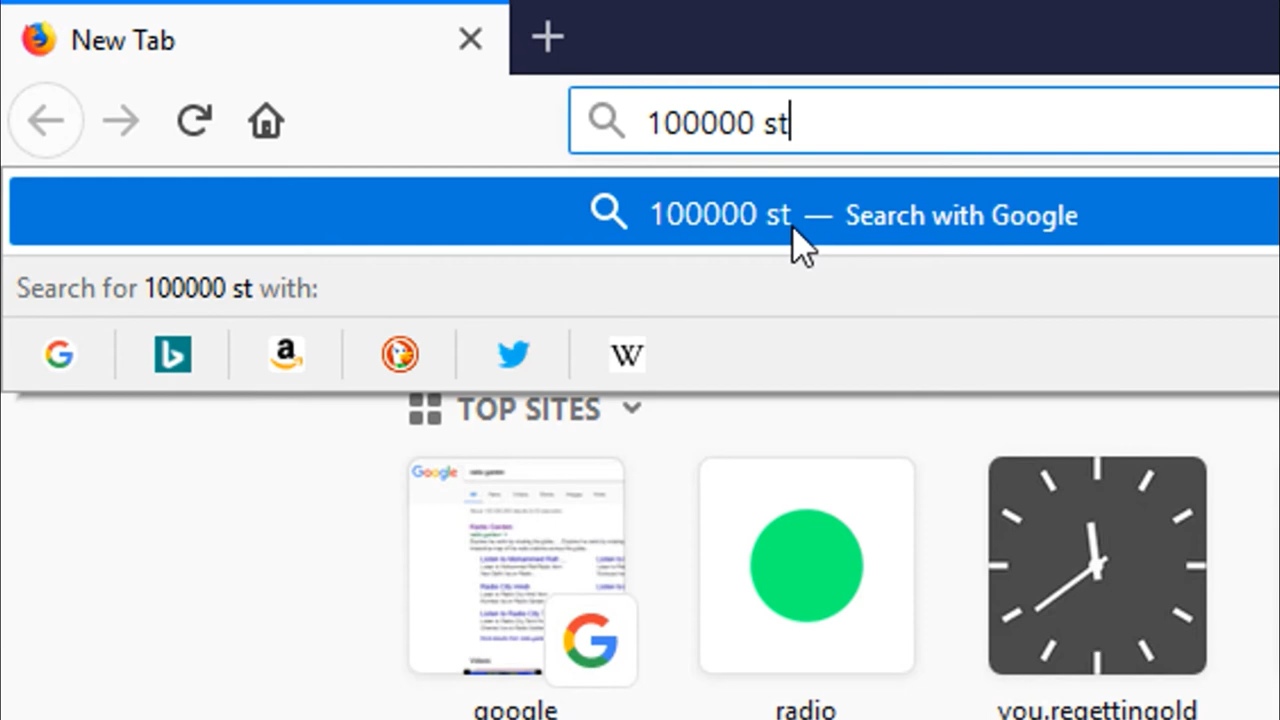 New Tab
100000 st
100000 st — Search with Google
Search for 100000 st with:
TOP SITES
Google
google
radio
you.regettingold